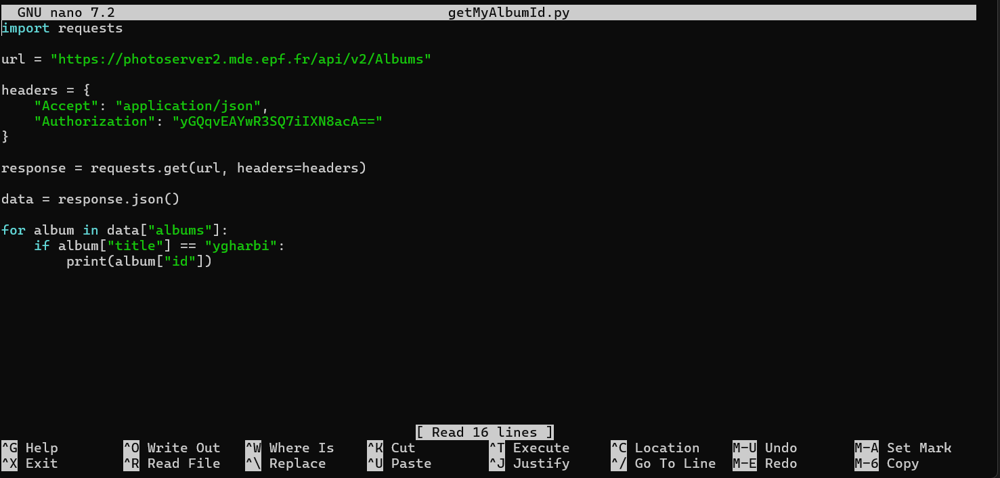 GNU nano 7.2 getMyAlbumId.py
import requests
url = "https://photoserver2.mde.epf.fr/api/v2/Albums"
headers = {
    "Accept": "application/json",
    "Authorization": "yGQqvEAYwR3SQ7iIXN8acA=="
}
response = requests.get(url, headers=headers)
data = response.json()
for album in data["albums"]:
    if album["title"] == "ygharbi":
        print(album["id"])
[ Read 16 lines ]
^G Help ^O Write Out ^W Where Is ^K Cut ^T Execute ^C Location M-U Undo M-A Set Mark
^X Exit ^R Read File ^\ Replace ^U Paste ^J Justify ^/ Go To Line M-E Redo M-6 Copy